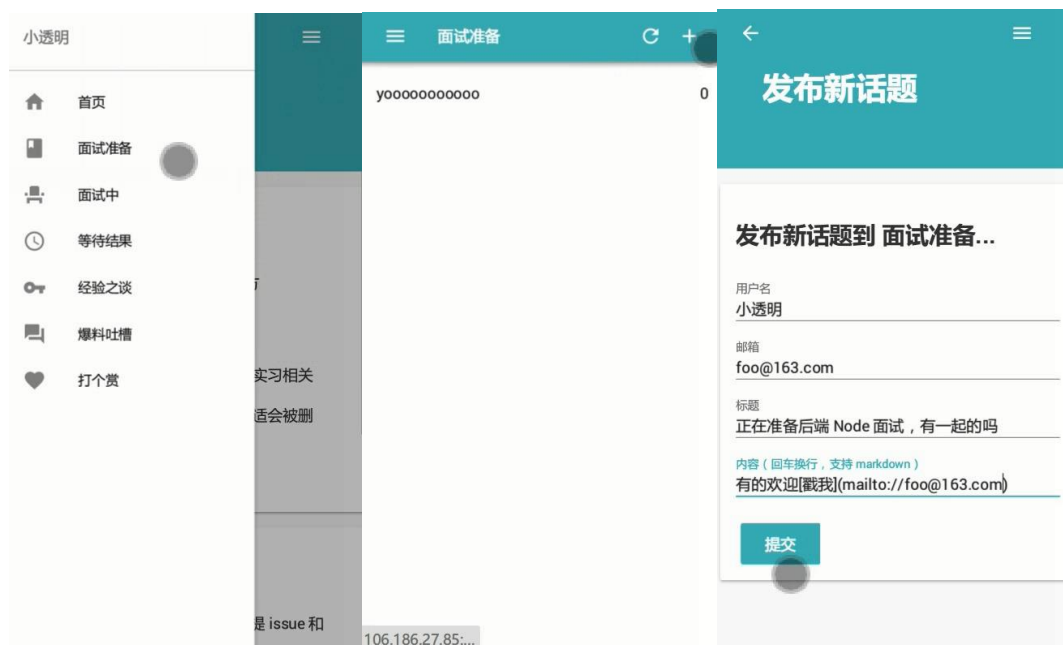 小透明
首页
面试准备
面试中
等待结果
经验之谈
爆料吐槽
打个赏
实习相关
适会被删
是 issue 和
面试准备
yooooooooooo
0
106.186.27.85:...
发布新话题
发布新话题到 面试准备...
用户名
小透明
邮箱
foo@163.com
标题
正在准备后端 Node 面试，有一起的吗
内容（回车换行，支持 markdown）
有的欢迎[戳我](mailto://foo@163.com)
提交